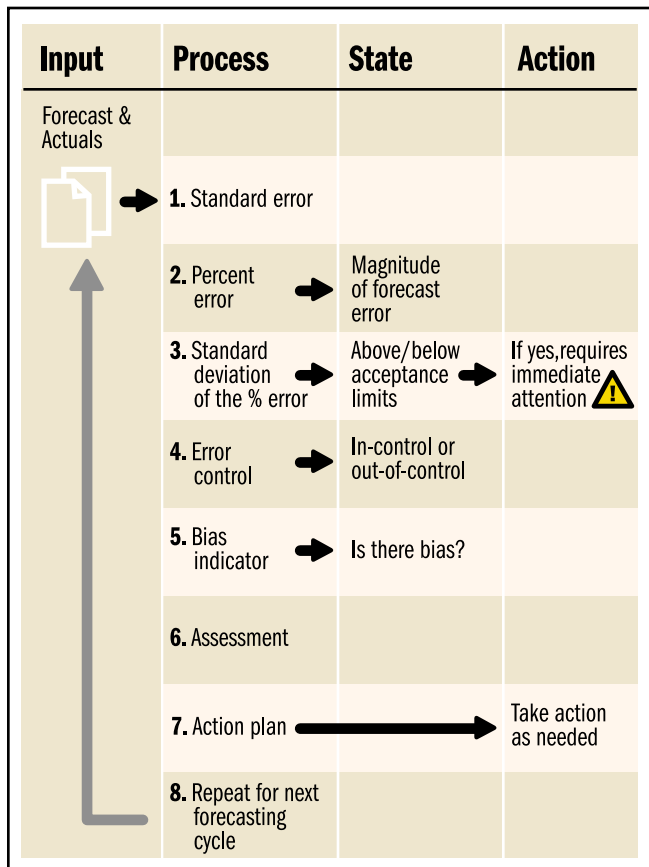 Input
Process
State
Action
Forecast &
Actuals
1. Standard error
2. Percent
error
Magnitude
of forecast
error
3. Standard
deviation
of the % error
Above/below
acceptance
limits
If yes,requires
immediate
attention
!
4. Error
control
In-control or
out-of-control
5. Bias
indicator
Is there bias?
6. Assessment
7. Action plan
Take action
as needed
8. Repeat for next
forecasting
cycle